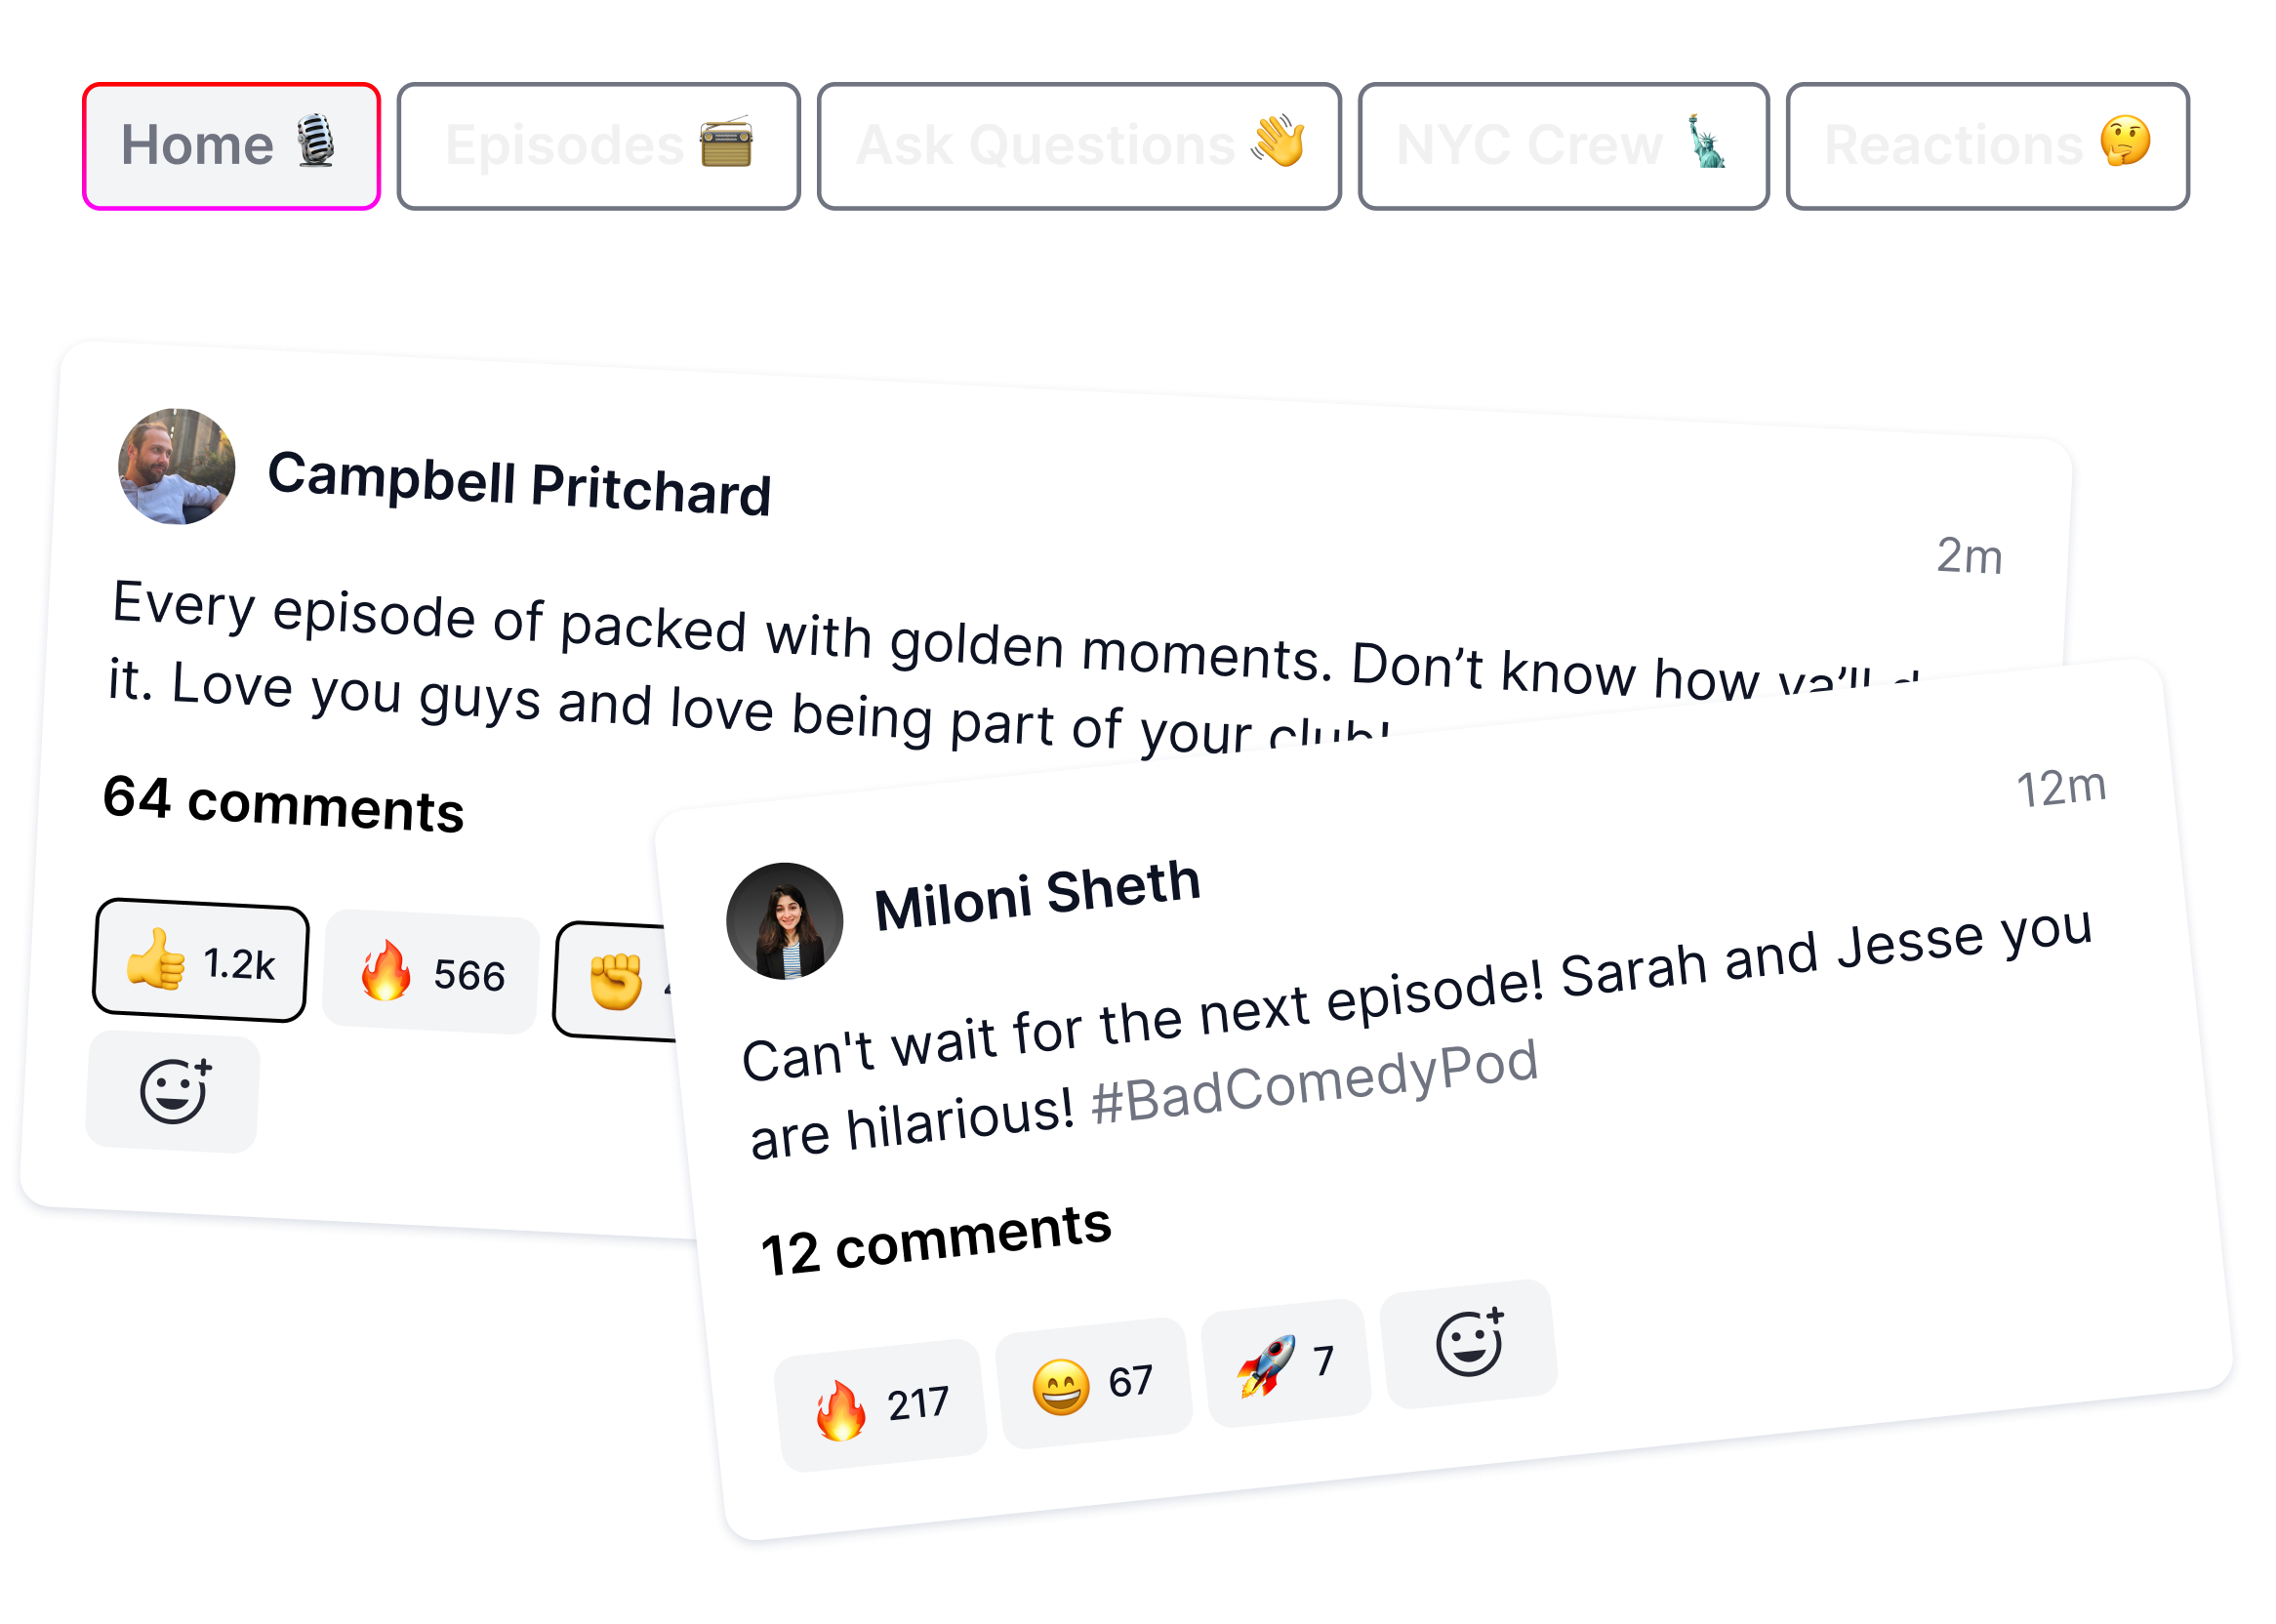 Home
Episodes
Ask Questions
NYC Crew
Reactions
Campbell Pritchard
2m
Every episode of packed with golden moments. Don’t know how ya’ll
it. Love you guys and love being part of your club!
64 comments
1.2k
566
Miloni Sheth
12m
Can't wait for the next episode! Sarah and Jesse you
are hilarious! #BadComedyPod
12 comments
217
67
7